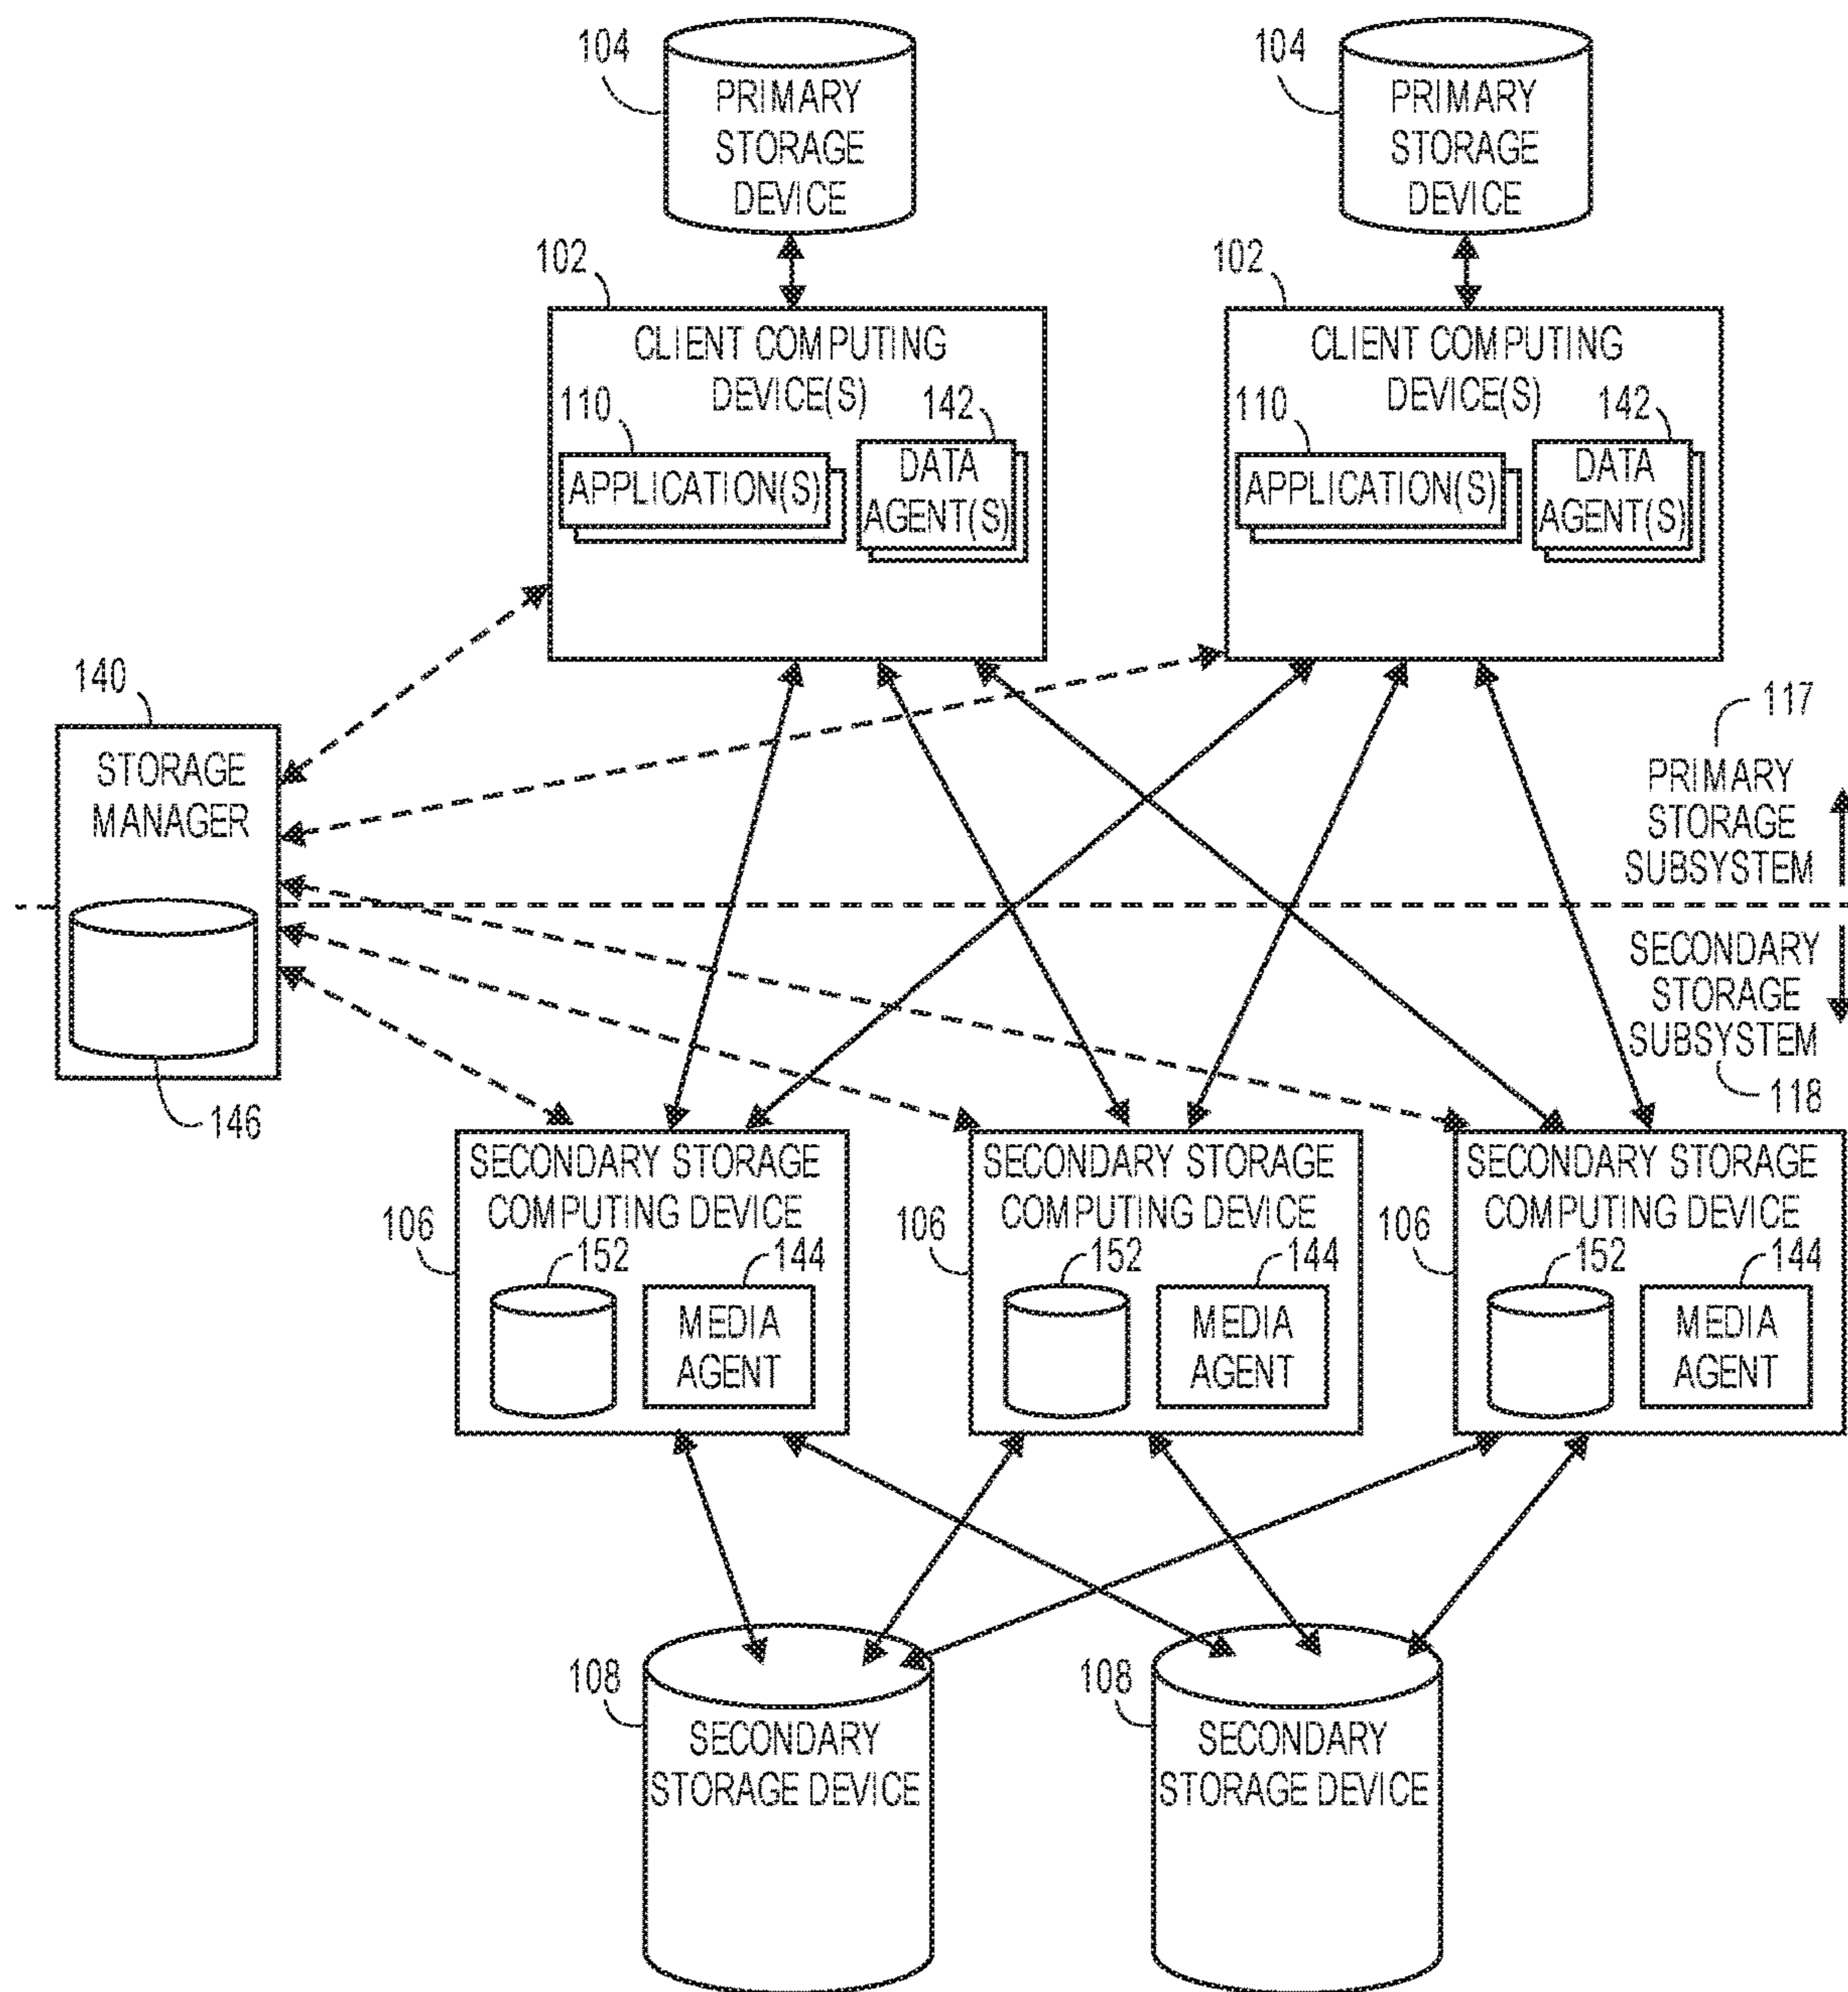 104
PRIMARY
STORAGE
DEVICE
104
PRIMARY
STORAGE
DEVICE
102
CLIENT COMPUTING
DEVICE(S)
110
APPLICATION(S)
142
DATA
AGENT(S)
102
CLIENT COMPUTING
DEVICE(S)
110
APPLICATION(S)
142
DATA
AGENT(S)
140
STORAGE
MANAGER
146
117
PRIMARY
STORAGE
SUBSYSTEM
SECONDARY
STORAGE
SUBSYSTEM
118
106
SECONDARY STORAGE
COMPUTING DEVICE
152
144
MEDIA
AGENT
106
SECONDARY STORAGE
COMPUTING DEVICE
152
144
MEDIA
AGENT
106
SECONDARY STORAGE
COMPUTING DEVICE
152
144
MEDIA
AGENT
108
SECONDARY
STORAGE DEVICE
108
SECONDARY
STORAGE DEVICE